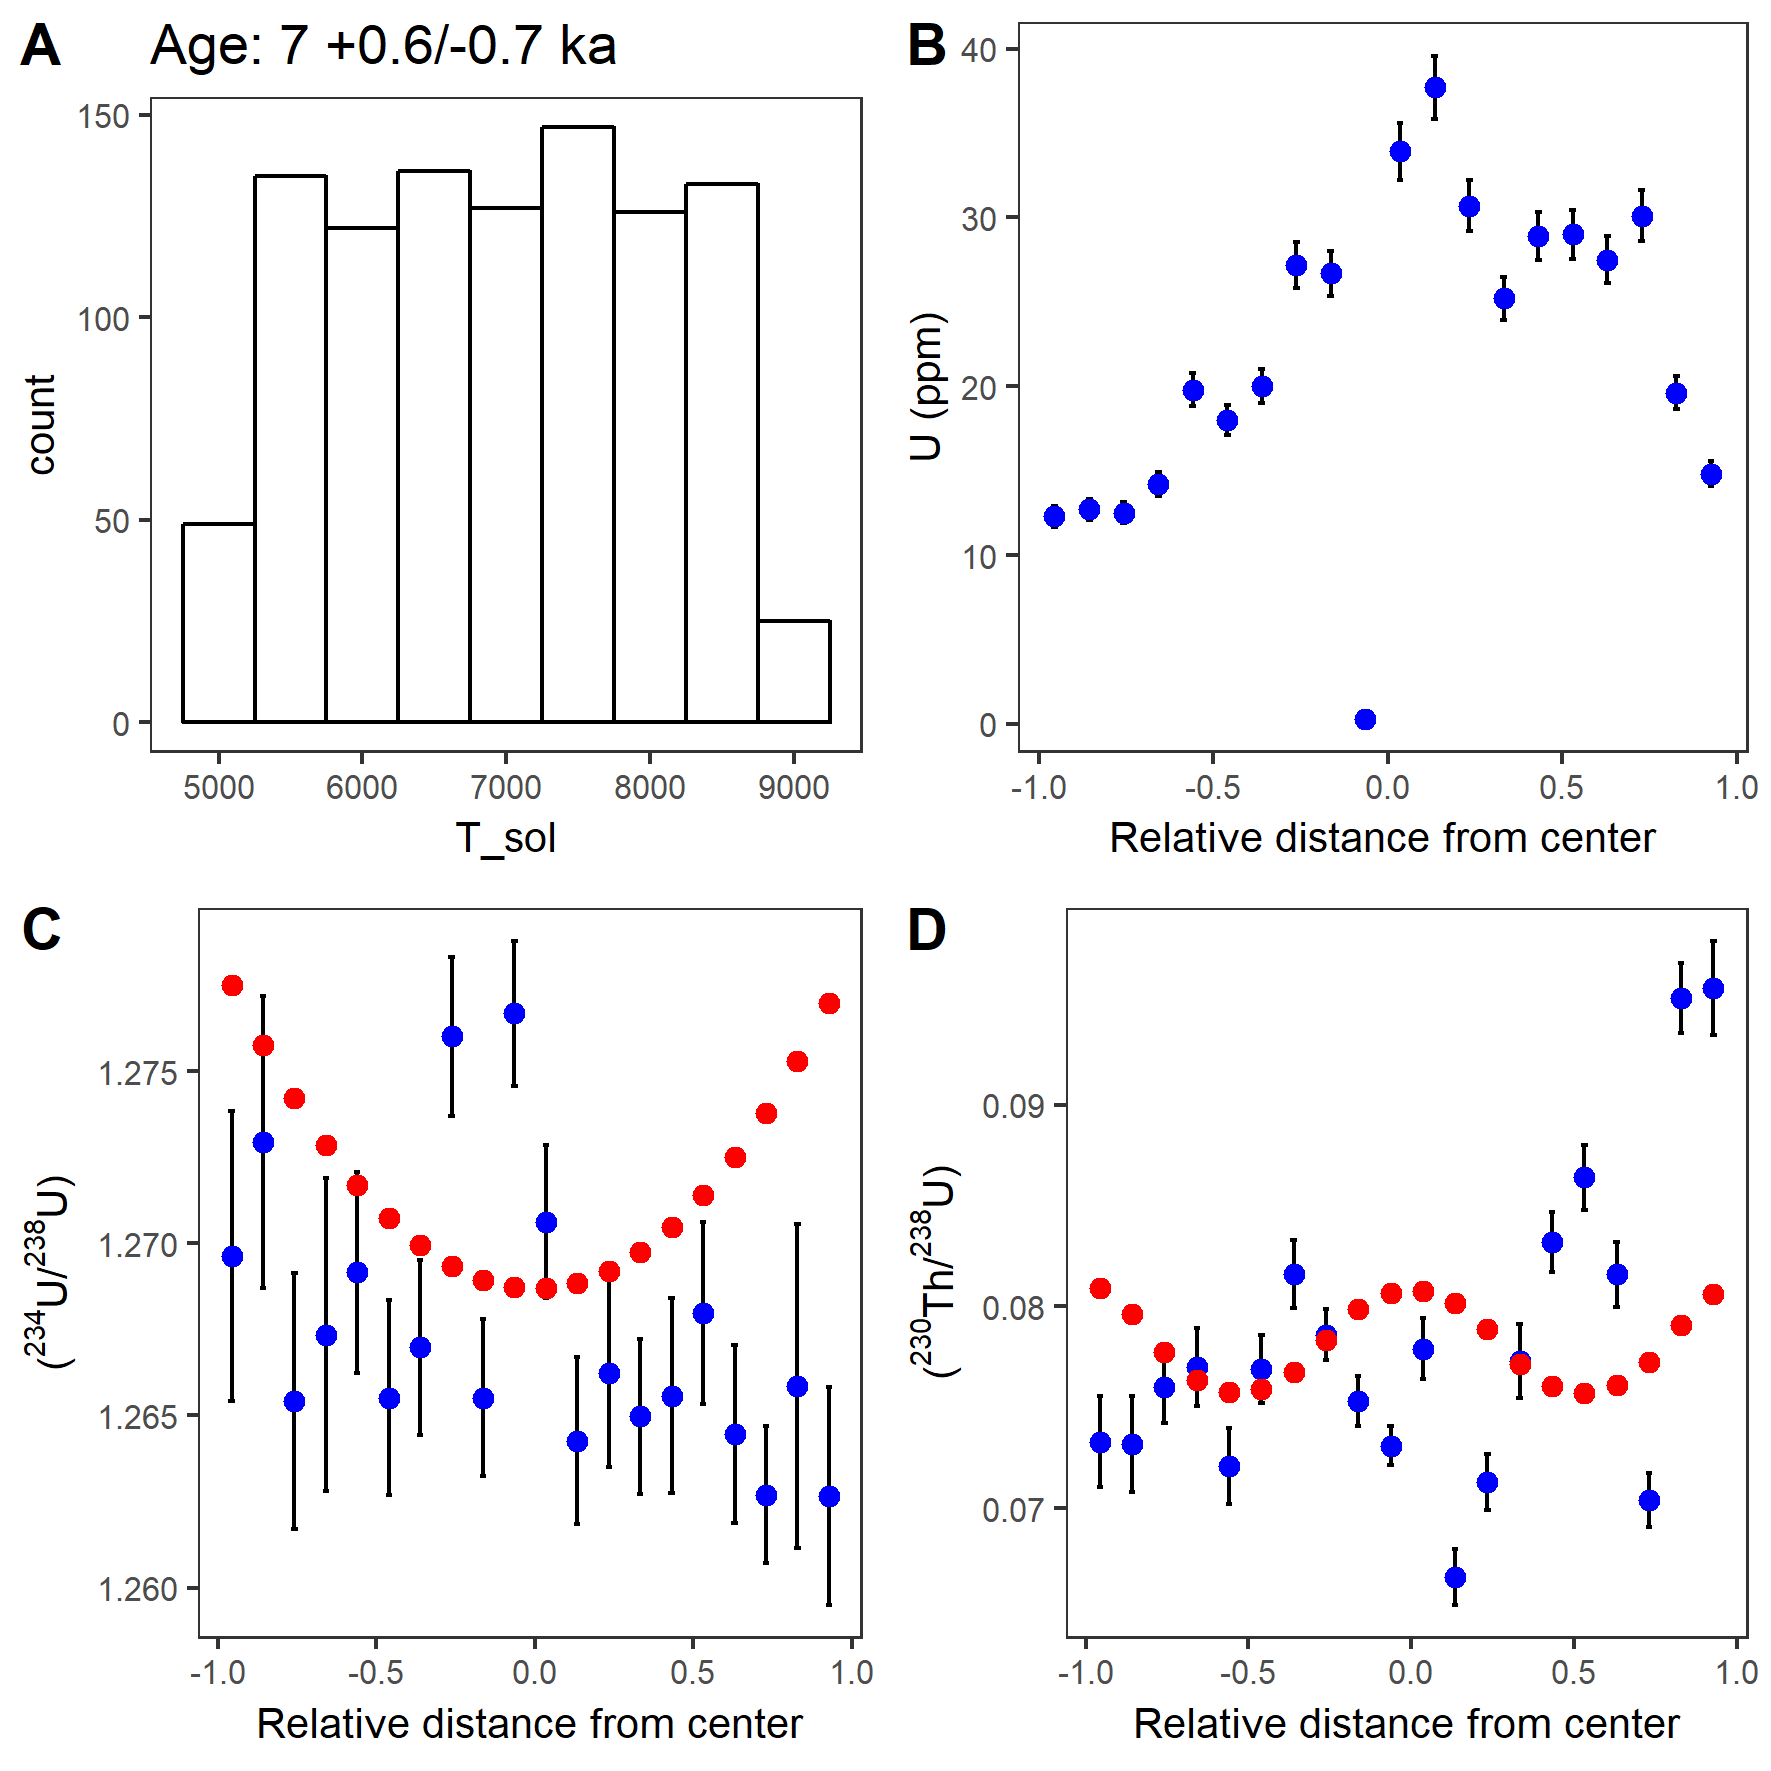 A
Age: 7 +0.6/-0.7 ka
150
100
50
0
count
5000 6000 7000 8000 9000
T_sol
B
40
30
20
10
0
U (ppm)
-1.0 -0.5 0.0 0.5 1.0
Relative distance from center
C
1.275
1.270
1.265
1.260
(²³⁴U/²³⁸U)
-1.0 -0.5 0.0 0.5 1.0
Relative distance from center
D
0.09
0.08
0.07
(²³⁰Th/²³⁸U)
-1.0 -0.5 0.0 0.5 1.0
Relative distance from center